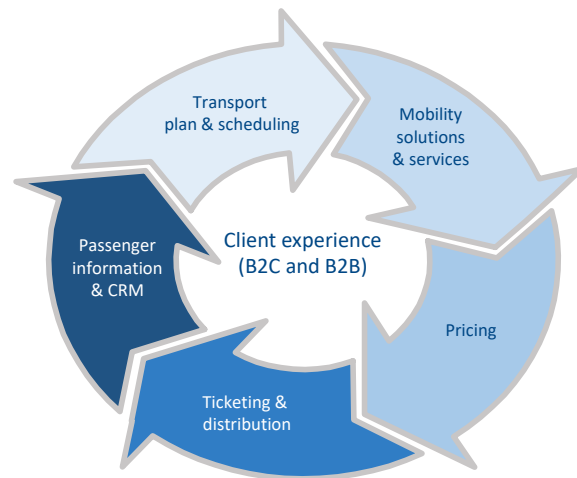 Transport
plan & scheduling
Mobility
solutions
& services
Pricing
Ticketing &
distribution
Passenger
information
& CRM
Client experience
(B2C and B2B)